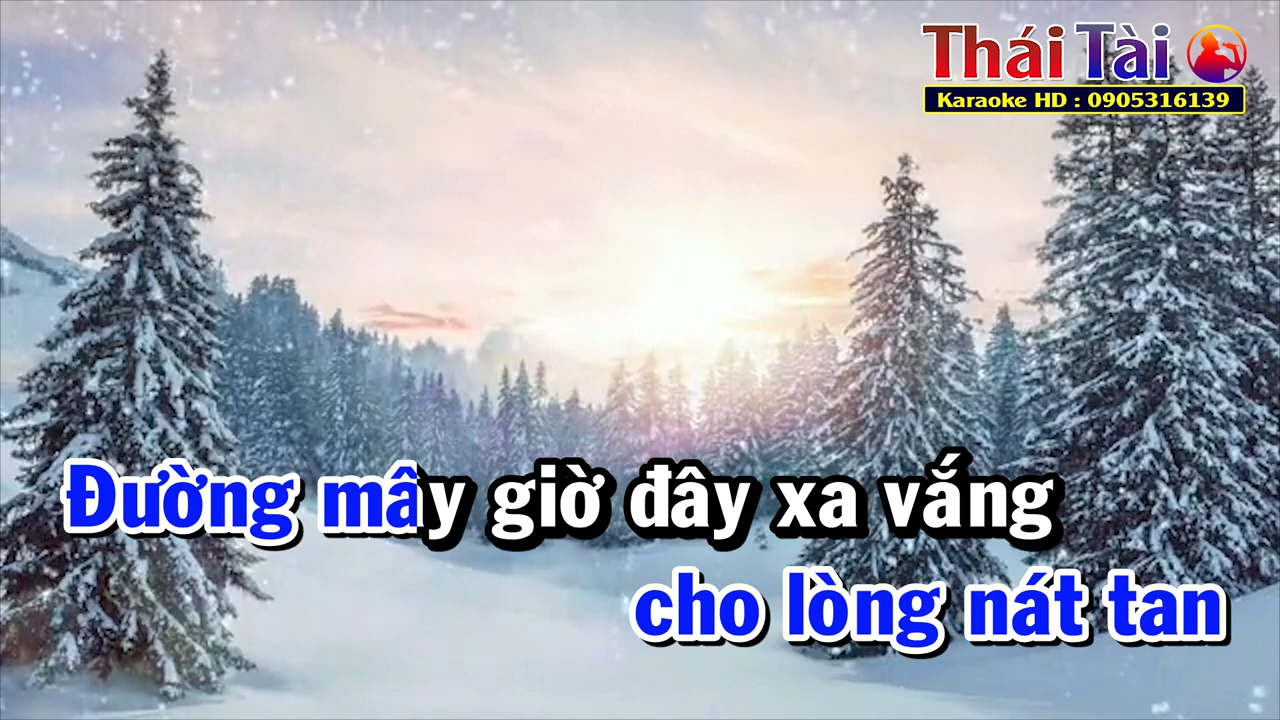 Thái Tài
Karaoke HD : 0905316139
Đường mây giờ đây xa vắng
cho lòng nát tan